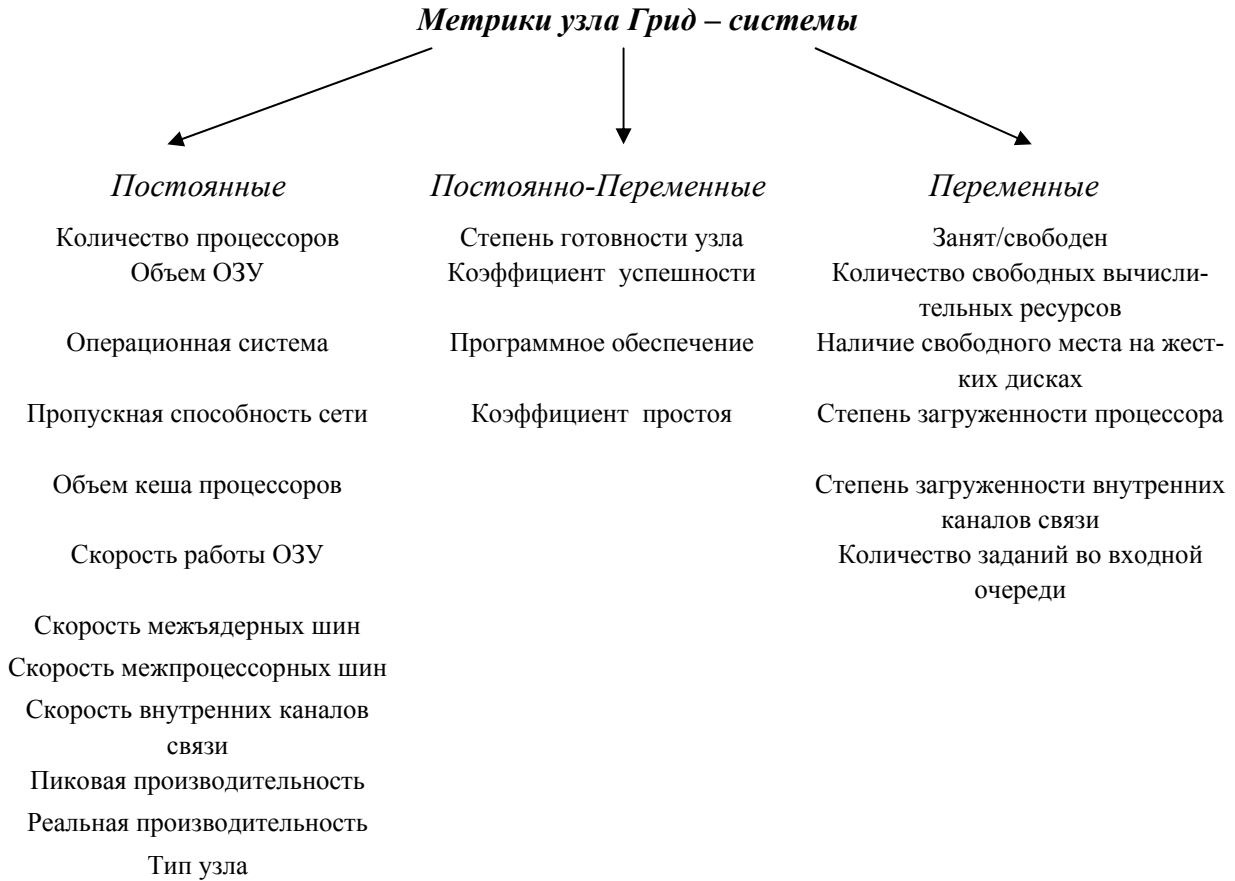 Метрики узла Грид – системы
Постоянные
Количество процессоров
Объем ОЗУ
Операционная система
Пропускная способность сети
Объем кеша процессоров
Скорость работы ОЗУ
Скорость межъядерных шин
Скорость межпроцессорных шин
Скорость внутренних каналов
связи
Пиковая производительность
Реальная производительность
Тип узла
Постоянно-Переменные
Степень готовности узла
Коэффициент успешности
Программное обеспечение
Коэффициент простоя
Переменные
Занят/свободен
Количество свободных вычисли-
тельных ресурсов
Наличие свободного места на жест-
ких дисках
Степень загруженности процессора
Степень загруженности внутренних
каналов связи
Количество заданий во входной
очереди